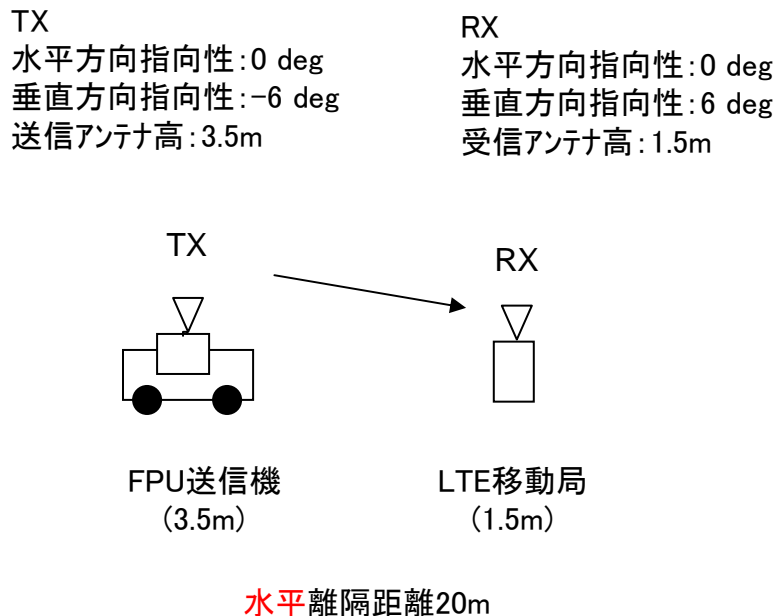 TX
水平方向指向性:0 deg
垂直方向指向性:-6 deg
送信アンテナ高:3.5m
RX
水平方向指向性:0 deg
垂直方向指向性:6 deg
受信アンテナ高:1.5m
TX
RX
FPU送信機
(3.5m)
LTE移動局
(1.5m)
水平離隔距離20m